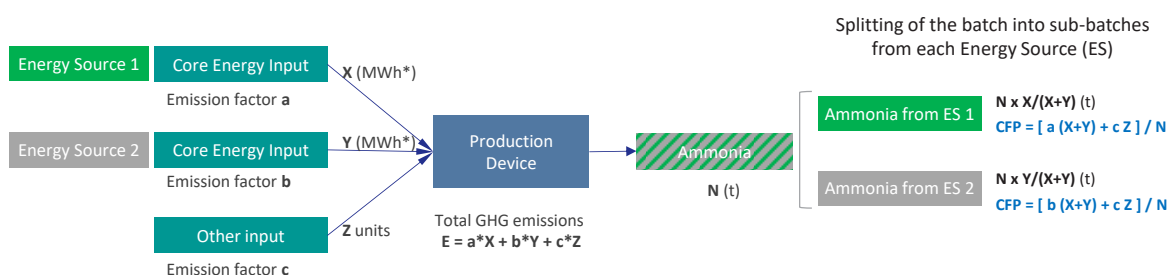 Splitting of the batch into sub-batches
from each Energy Source (ES)
Energy Source 1
Core Energy Input
X (MWh*)
Emission factor a
Energy Source 2
Core Energy Input
Y (MWh*)
Emission factor b
Other input
Z units
Emission factor c
Production
Device
Total GHG emissions
E = a*X + b*Y + c*Z
Ammonia
N (t)
Ammonia from ES 1
N x X/(X+Y) (t)
CFP = [ a (X+Y) + c Z ] / N
Ammonia from ES 2
N x Y/(X+Y) (t)
CFP = [ b (X+Y) + c Z ] / N